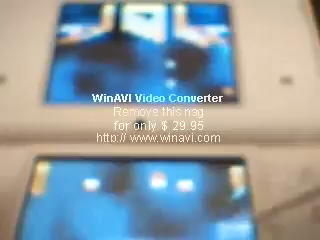 WinAVI Video Converter
Remove this nag
for only $ 29.95
http:// www.winavi.com